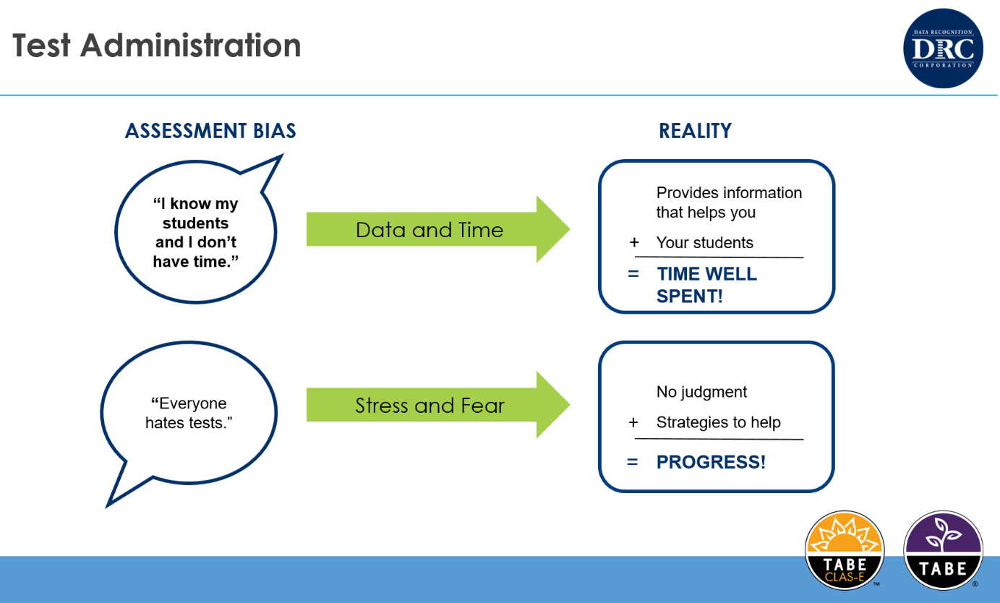 Test Administration
DATA RECOGNITION
DRC
CORPORATION
ASSESSMENT BIAS
REALITY
“I know my
students
and I don’t
have time.”
Data and Time
Provides information
that helps you
+ Your students
= TIME WELL
SPENT!
“Everyone
hates tests.”
Stress and Fear
No judgment
+ Strategies to help
= PROGRESS!
TABE
CLAS-E
™
TABE
®